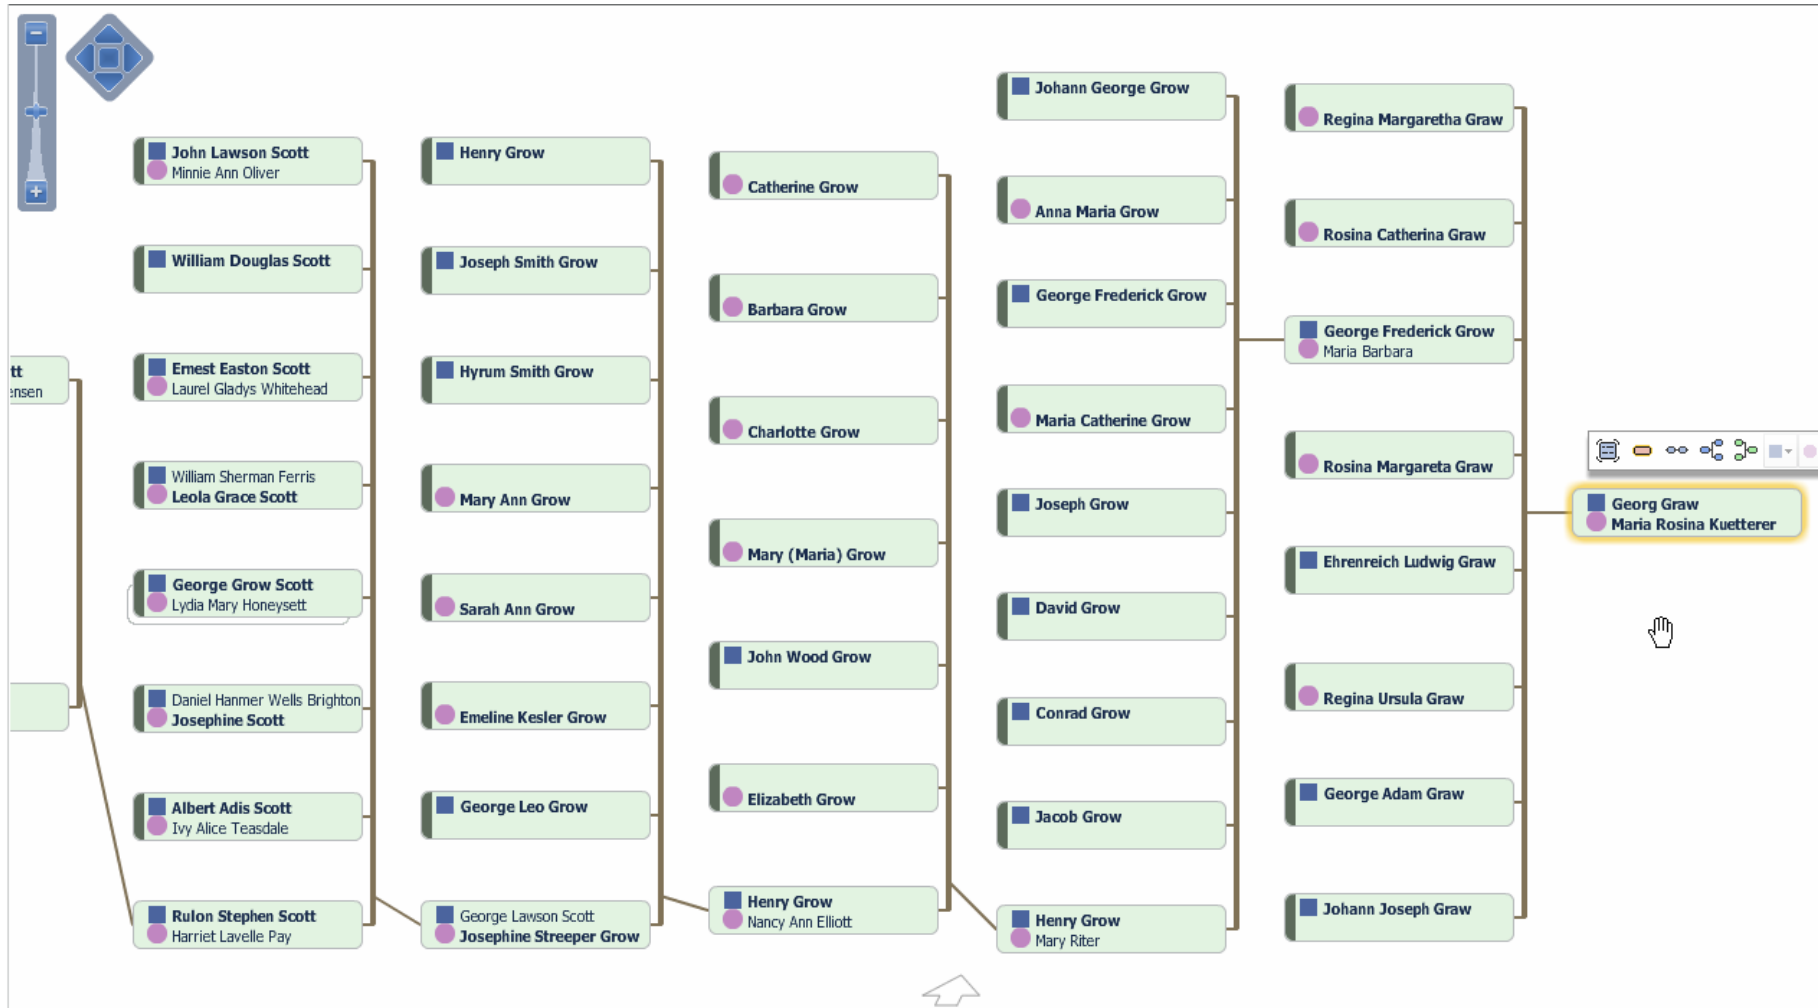 tt
ensen
John Lawson Scott
Minnie Ann Oliver
William Douglas Scott
Ernest Easton Scott
Laurel Gladys Whitehead
William Sherman Ferris
Leola Grace Scott
George Grow Scott
Lydia Mary Honeysett
Daniel Hanmer Wells Brighton
Josephine Scott
Albert Adis Scott
Ivy Alice Teasdale
Rulon Stephen Scott
Harriet Lavelle Pay
Henry Grow
Joseph Smith Grow
Hyrum Smith Grow
Mary Ann Grow
Sarah Ann Grow
Emeline Kesler Grow
George Leo Grow
George Lawson Scott
Josephine Streeper Grow
Catherine Grow
Barbara Grow
Charlotte Grow
Mary (Maria) Grow
John Wood Grow
Elizabeth Grow
Henry Grow
Nancy Ann Elliott
Johann George Grow
Anna Maria Grow
George Frederick Grow
Maria Catherine Grow
Joseph Grow
David Grow
Conrad Grow
Jacob Grow
Henry Grow
Mary Riter
Regina Margaretha Graw
Rosina Catherina Graw
George Frederick Grow
Maria Barbara
Rosina Margareta Graw
Ehrenreich Ludwig Graw
Regina Ursula Graw
George Adam Graw
Johann Joseph Graw
Georg Graw
Maria Rosina Kuetterer